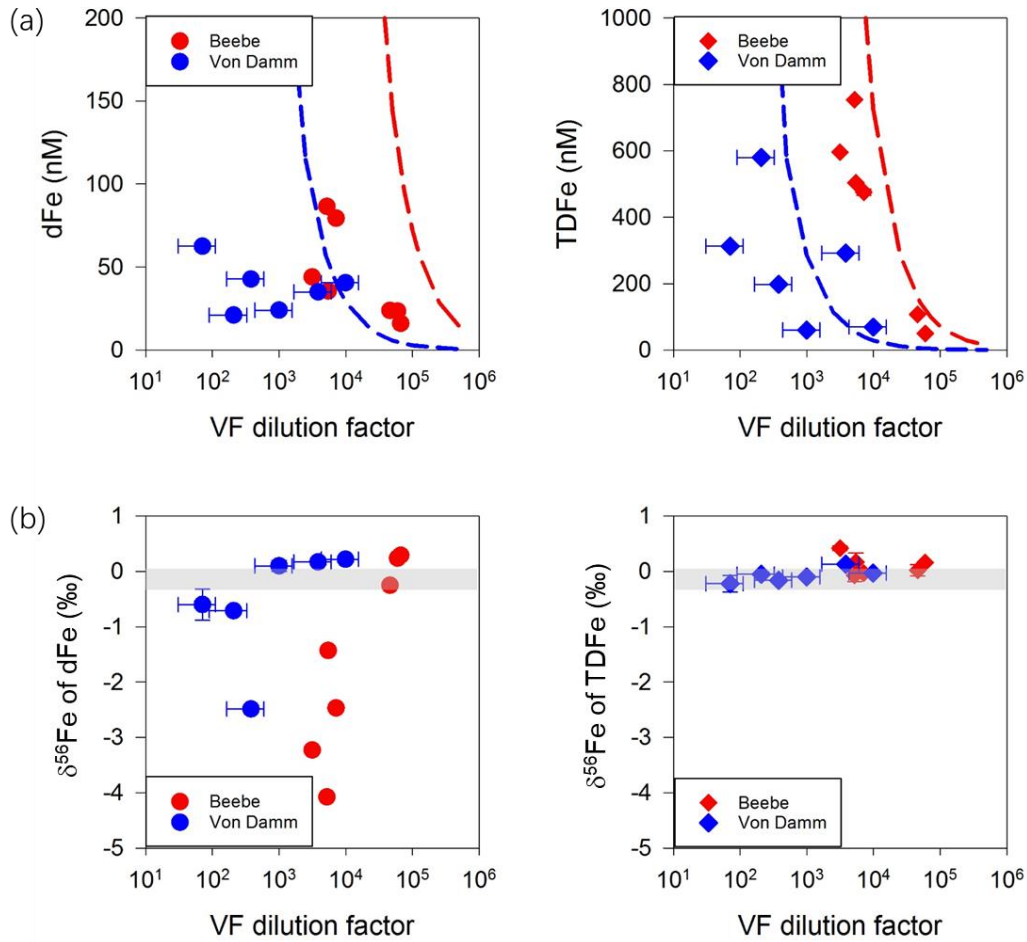 (a)
200
150
100
50
0
dFe (nM)
Beebe
Von Damm
10¹ 10² 10³ 10⁴ 10⁵ 10⁶
VF dilution factor
1000
800
600
400
200
0
TDFe (nM)
Beebe
Von Damm
10¹ 10² 10³ 10⁴ 10⁵ 10⁶
VF dilution factor
(b)
1
0
-1
-2
-3
-4
-5
δ⁵⁶Fe of dFe (‰)
Beebe
Von Damm
10¹ 10² 10³ 10⁴ 10⁵ 10⁶
VF dilution factor
1
0
-1
-2
-3
-4
-5
δ⁵⁶Fe of TDFe (‰)
Beebe
Von Damm
10¹ 10² 10³ 10⁴ 10⁵ 10⁶
VF dilution factor